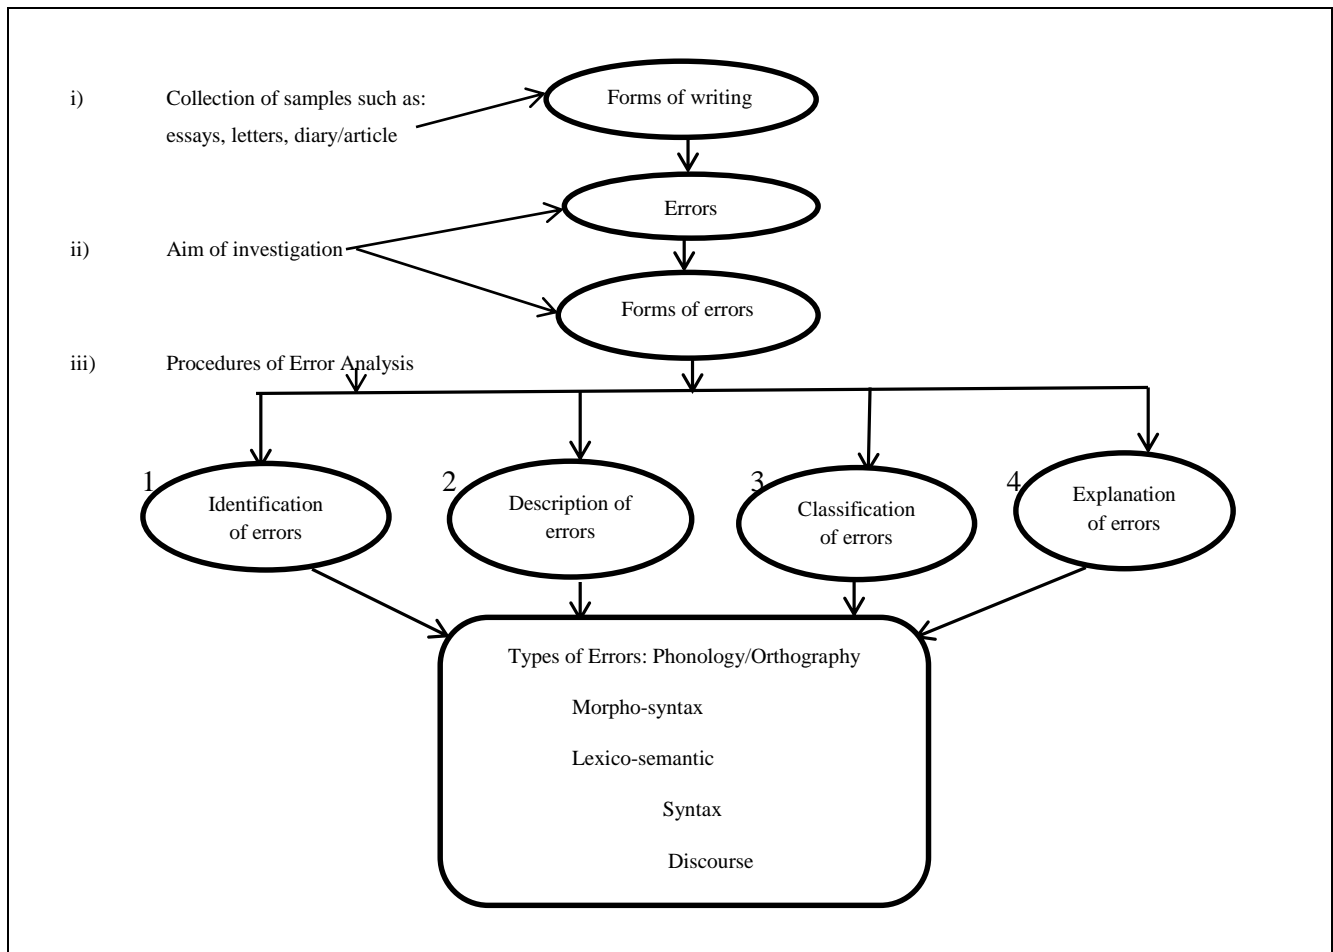 i) Collection of samples such as:
essays, letters, diary/article
Forms of writing
Errors
ii) Aim of investigation
Forms of errors
iii) Procedures of Error Analysis
1
Identification
of errors
2
Description of
errors
3
Classification
of errors
4
Explanation
of errors
Types of Errors: Phonology/Orthography
Morpho-syntax
Lexico-semantic
Syntax
Discourse